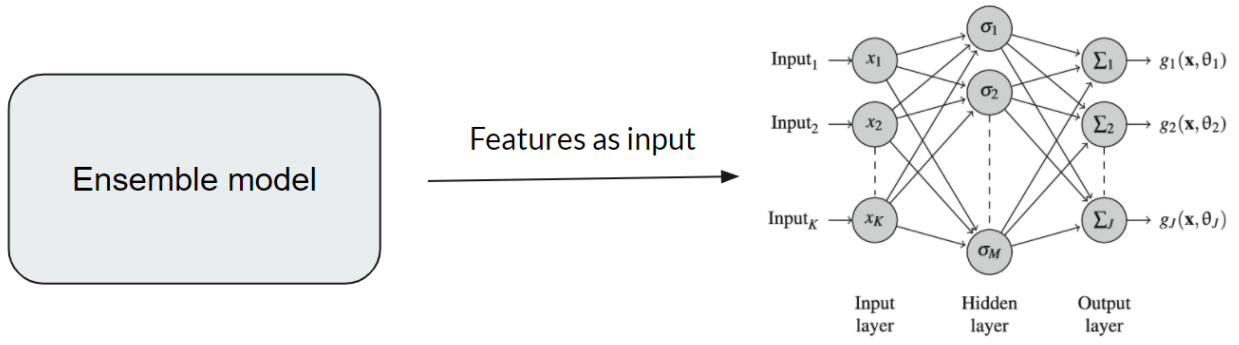 Ensemble model
Features as input
Input₁ x₁ σ₁ Σ₁ g₁(x, θ₁)
Input₂ x₂ σ₂ Σ₂ g₂(x, θ₂)
Input_K x_K σ_M Σ_J g_J(x, θ_J)
Input Hidden Output
layer layer layer